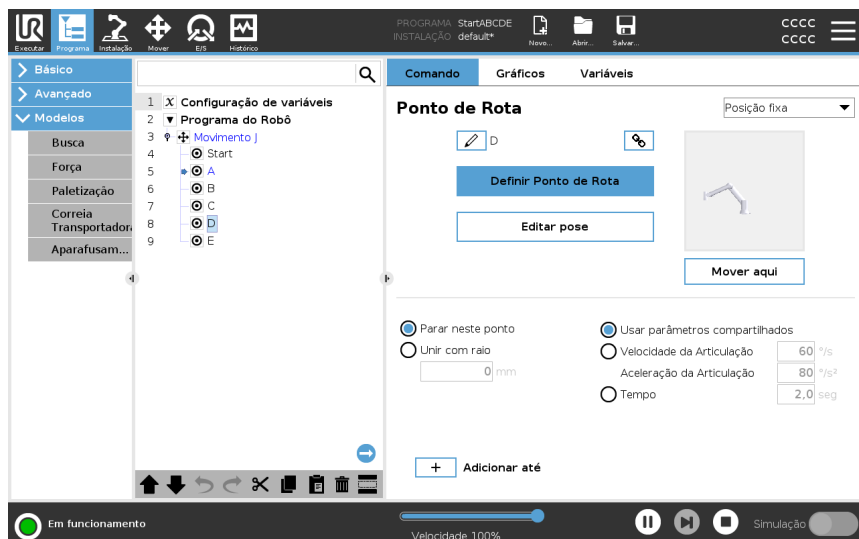 UR
Executar
Programa
Instalação
Mover
E/S
Histórico
PROGRAMA StartABCDE
INSTALAÇÃO default*
Novo...
Abrir...
Salvar...
CCCC
CCCC
Básico
Avançado
Modelos
Busca
Força
Paletização
Correia
Transportador
Aparafusam...
1 X Configuração de variáveis
2 Programa do Robô
3 Movimento J
4 Start
5 A
6 B
7 C
8 D
9 E
Comando Gráficos Variáveis
Ponto de Rota
Posição fixa
D
Definir Ponto de Rota
Editar pose
Mover aqui
Parar neste ponto
Unir com raio
0 mm
Usar parâmetros compartilhados
Velocidade da Articulação 60 °/s
Aceleração da Articulação 80 °/s²
Tempo 2,0 seg
+ Adicionar até
Em funcionamento
Velocidade 100%
Simulação